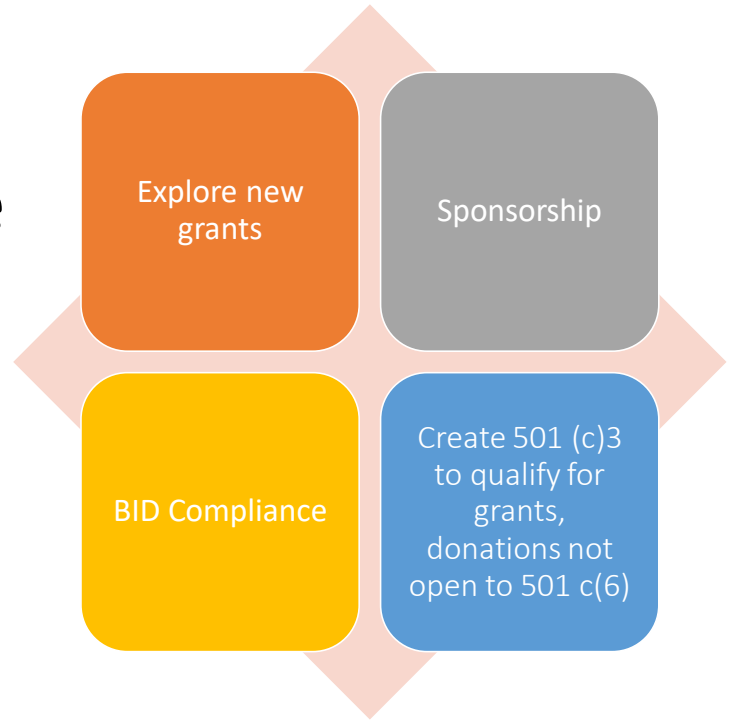 Explore new
grants
Sponsorship
BID Compliance
Create 501 (c)3
to qualify for
grants,
donations not
open to 501 c(6)